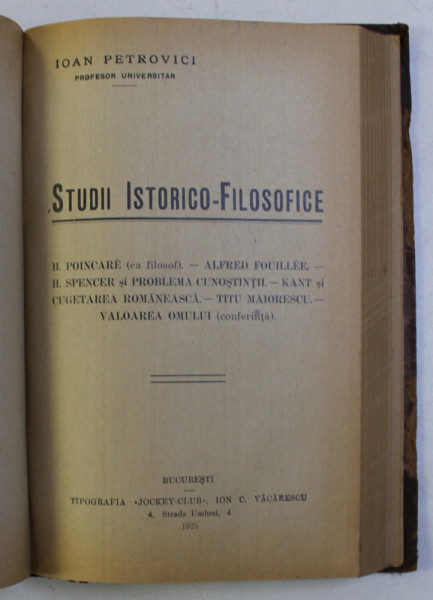 IOAN PETROVICI
PROFESOR UNIVERSITAR
STUDII ISTORICO-FILOSOFICE
H. POINCARÉ (ca filosof). — ALFRED FOUILLÉE. —
H. SPENCER și PROBLEMA CUNOȘTINȚII. — KANT și
CUGETAREA ROMÂNEASCĂ. — TITU MAIORESCU. —
VALOAREA OMULUI (conferință).
BUCUREȘTI
TIPOGRAFIA «JOCKEY-CLUB», ION C. VĂCĂRESCU
4. Strada Umbrei, 4
1925